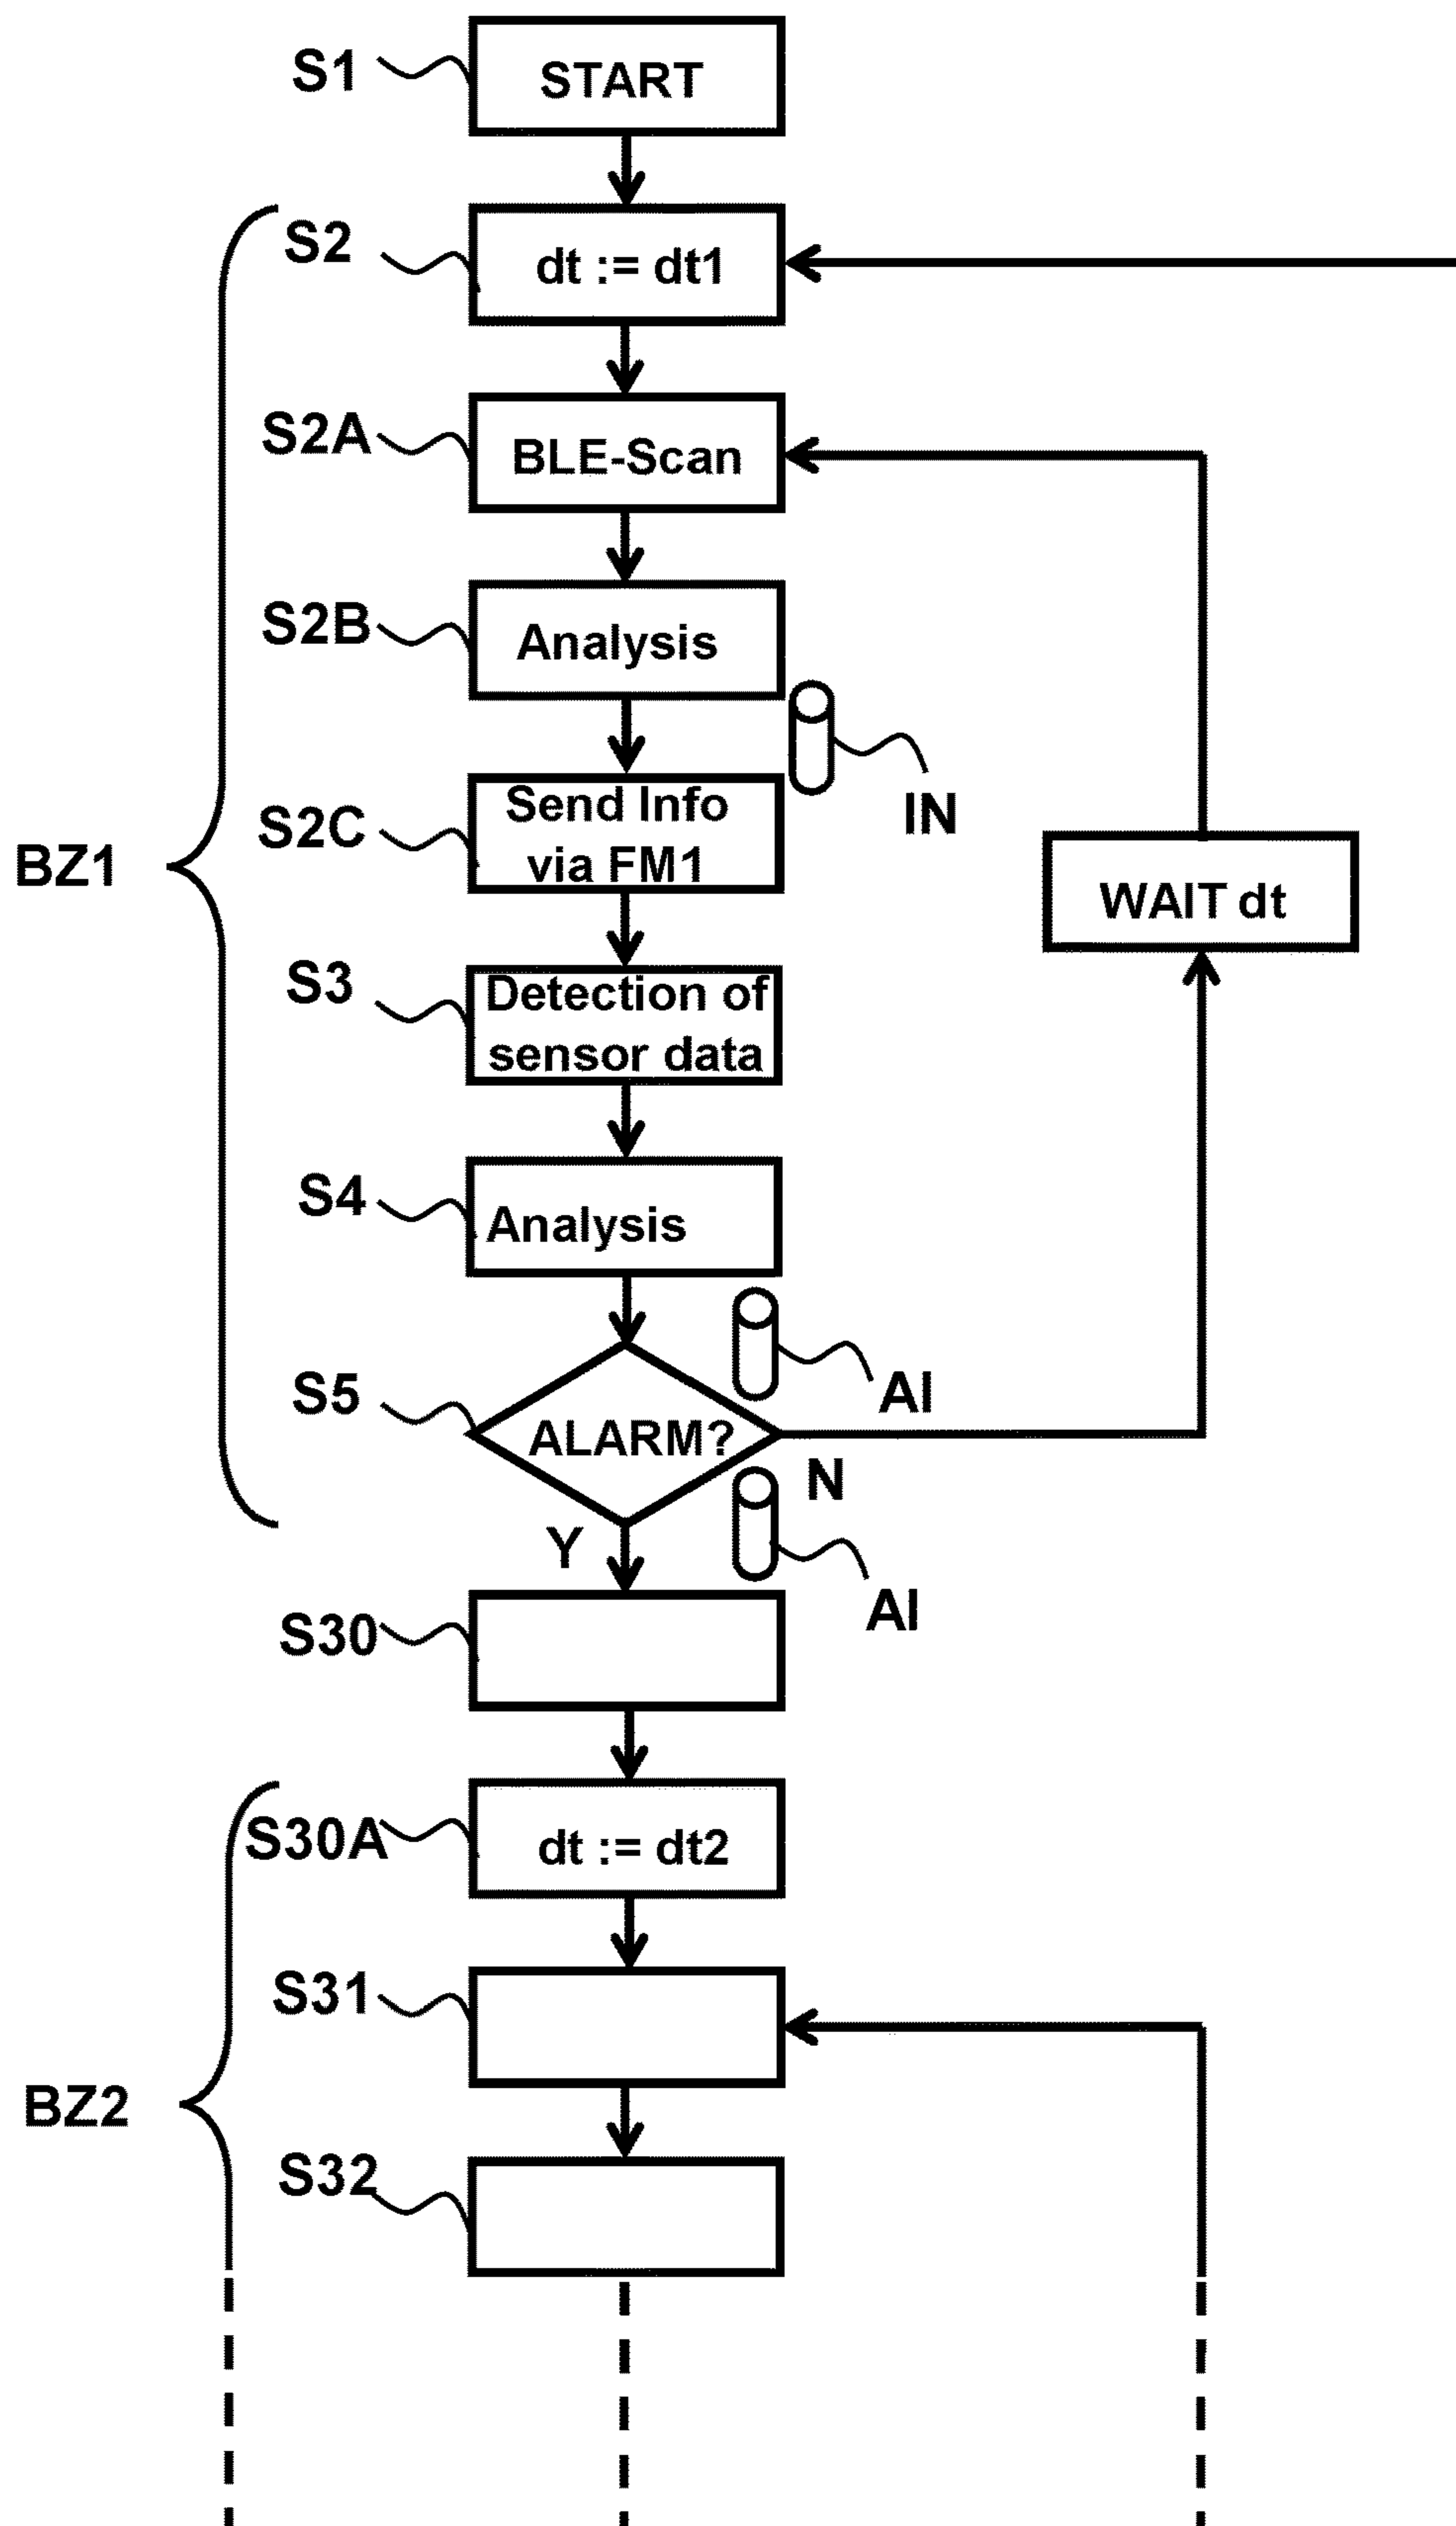 S1
START
S2
dt := dt1
S2A
BLE-Scan
S2B
Analysis
IN
S2C
Send Info
via FM1
BZ1
WAIT dt
S3
Detection of
sensor data
S4
Analysis
AI
S5
ALARM?
N
Y
AI
S30
S30A
dt := dt2
S31
BZ2
S32